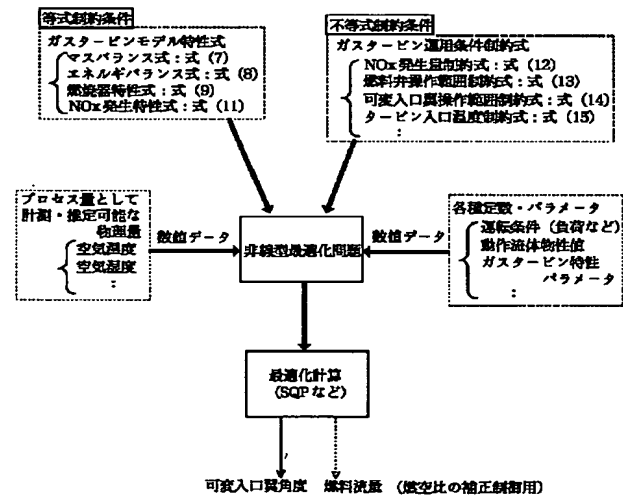 等式制約条件
ガスタービンモデル特性式
マスバランス式：式 (7)
エネルギバランス式：式 (8)
燃焼器特性式：式 (9)
NOx発生特性式：式 (11)
不等式制約条件
ガスタービン運用条件制約式
NOx発生量制約式：式 (12)
燃料弁操作範囲制約式：式 (13)
可変入口翼操作範囲制約式：式 (14)
タービン入口温度制約式：式 (15)
：
プロセス量として
計測・推定可能な
物理量
空気温度
空気湿度
：
数値データ
非線型最適化問題
数値データ
各種定数・パラメータ
運転条件（負荷など）
動作流体物性値
ガスタービン特性
パラメータ
：
最適化計算
（SQPなど）
可変入口翼角度 燃料流量 （燃空比の補正制御用）